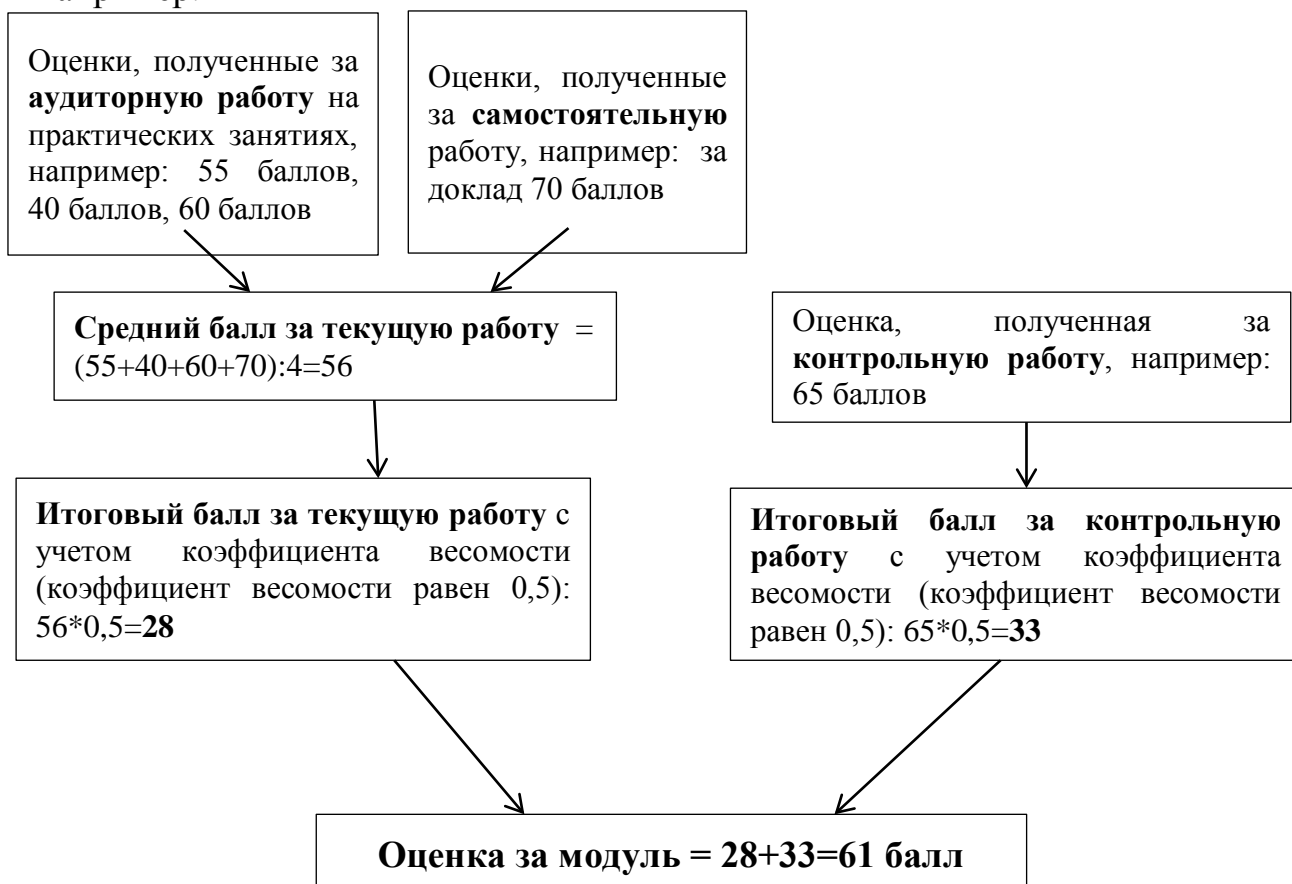 Оценки, полученные за
аудиторную работу на
практических занятиях,
например: 55 баллов,
40 баллов, 60 баллов
Оценки, полученные
за самостоятельную
работу, например: за
доклад 70 баллов
Средний балл за текущую работу =
(55+40+60+70):4=56
Оценка, полученная за
контрольную работу, например:
65 баллов
Итоговый балл за текущую работу с
учетом коэффициента весомости
(коэффициент весомости равен 0,5):
56*0,5=28
Итоговый балл за контрольную
работу с учетом коэффициента
весомости (коэффициент весомости
равен 0,5): 65*0,5=33
Оценка за модуль = 28+33=61 балл